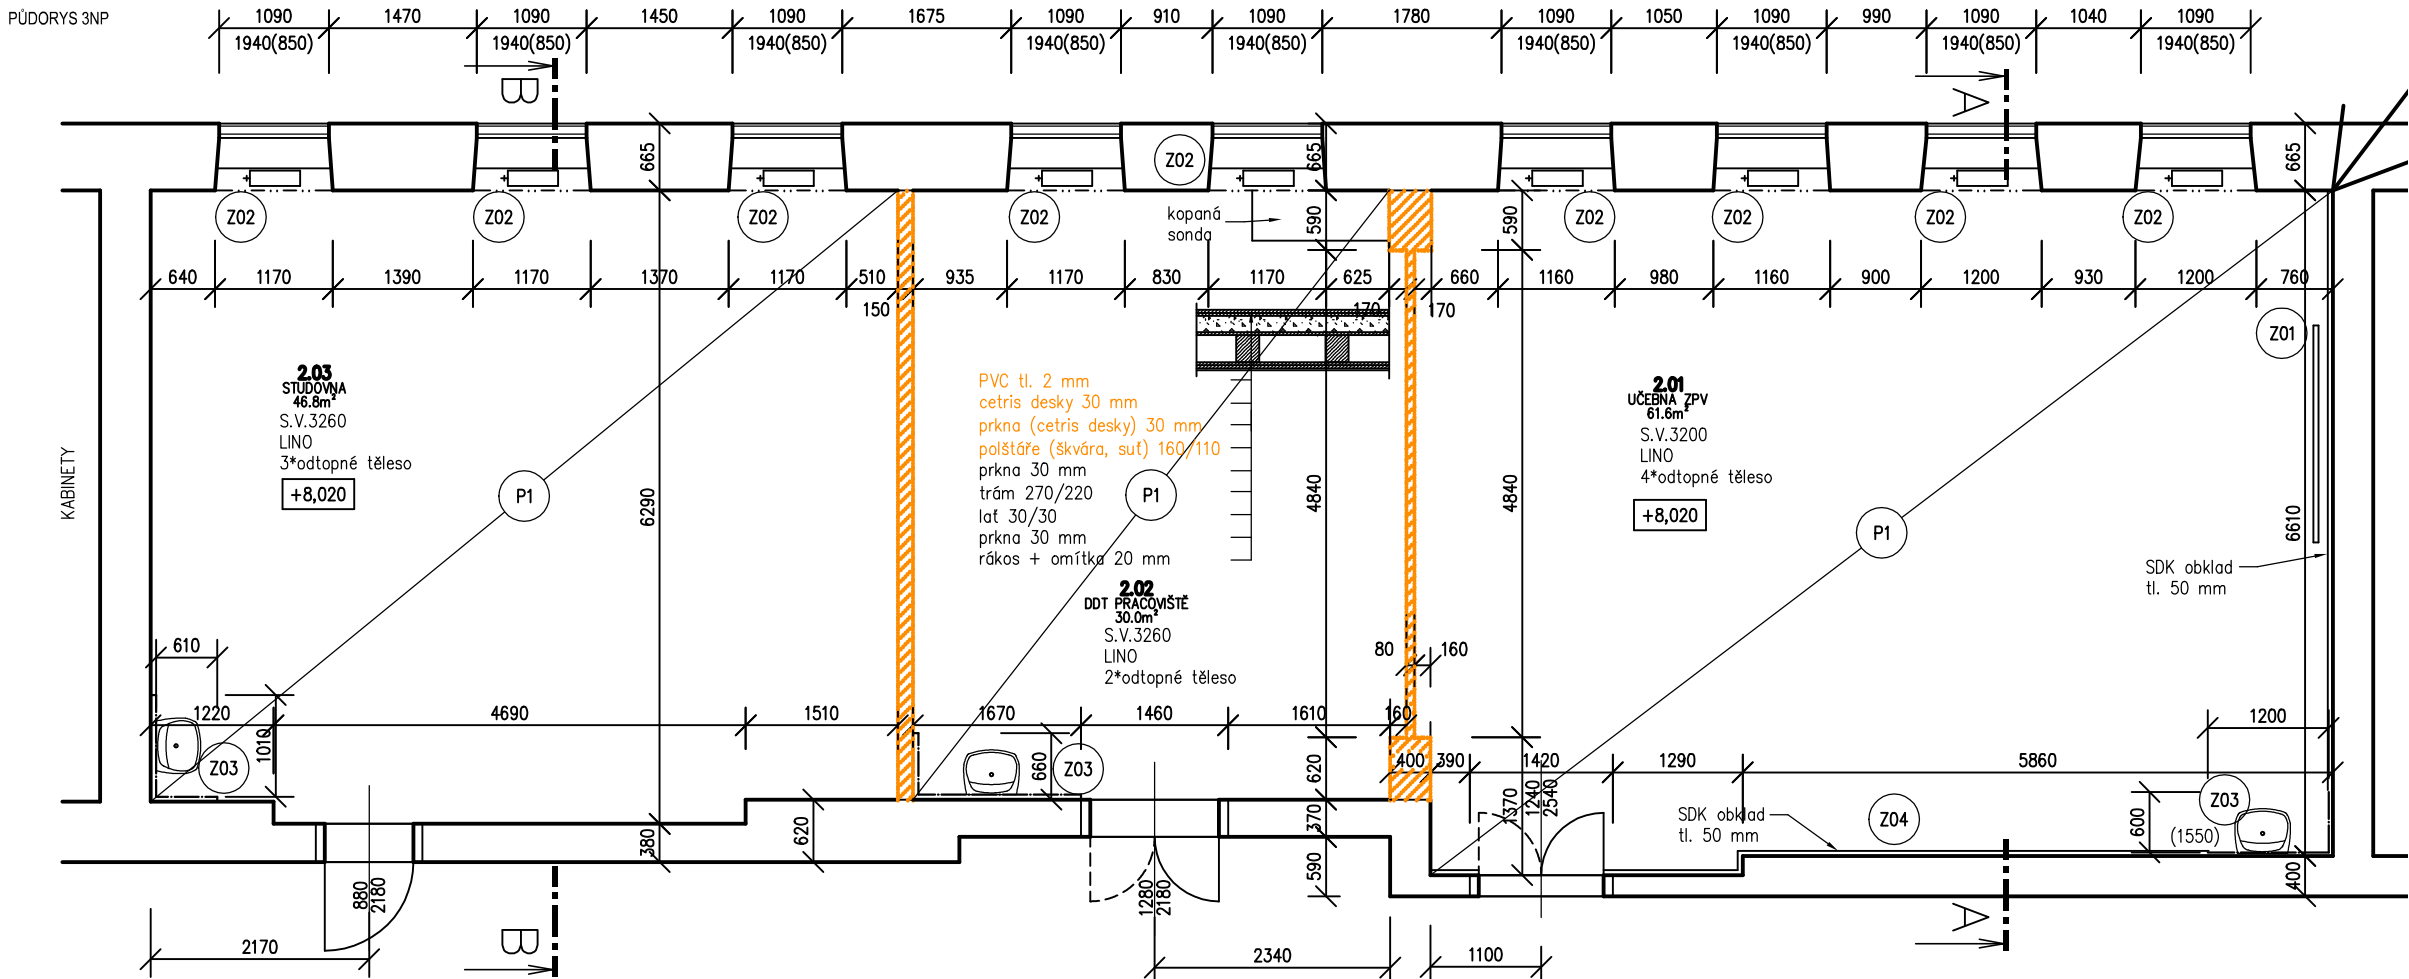 PŮDORYS 3NP
1090 1470 1090 1450 1090 1675 1090 910 1090 1780 1090 1050 1090 990 1090 1040 1090
1940(850) 1940(850) 1940(850) 1940(850) 1940(850) 1940(850) 1940(850) 1940(850) 1940(850)
B A
665 665 665
Z02
Z02 Z02 Z02 Z02 Z02 Z02 Z02 Z02
kopaná
sonda
590 590
640 1170 1390 1170 1370 1170 510 935 1170 830 1170 625 660 1160 980 1160 900 1200 930 1200 760
150 170 170
Z01
2.03
STUDOVNA
46.8m²
S.V.3260
LINO
3*odtopné těleso
+8,020
KABINETY
P1
6290
PVC tl. 2 mm
cetris desky 30 mm
prkna (cetris desky) 30 mm
polštáře (škvára, suť) 160/110
prkna 30 mm
trám 270/220
lať 30/30
prkna 30 mm
rákos + omítka 20 mm
P1
4840 4840
2.02
DDT PRACOVIŠTĚ
30.0m²
S.V.3260
LINO
2*odtopné těleso
2.01
UČEBNA ZPV
61.6m²
S.V.3200
LINO
4*odtopné těleso
+8,020
P1
6610
SDK obklad
tl. 50 mm
610 80 160
1220 4690 1510 1670 1460 1610 160 1200
1010 Z03 660 Z03 620 400 390 1420 1290 5860
1370 1240 2540
SDK obklad
tl. 50 mm
Z04
Z03
600 (1550)
380 620 370 590 400
880 2180 1280 2180
B A
2170 2340 1100